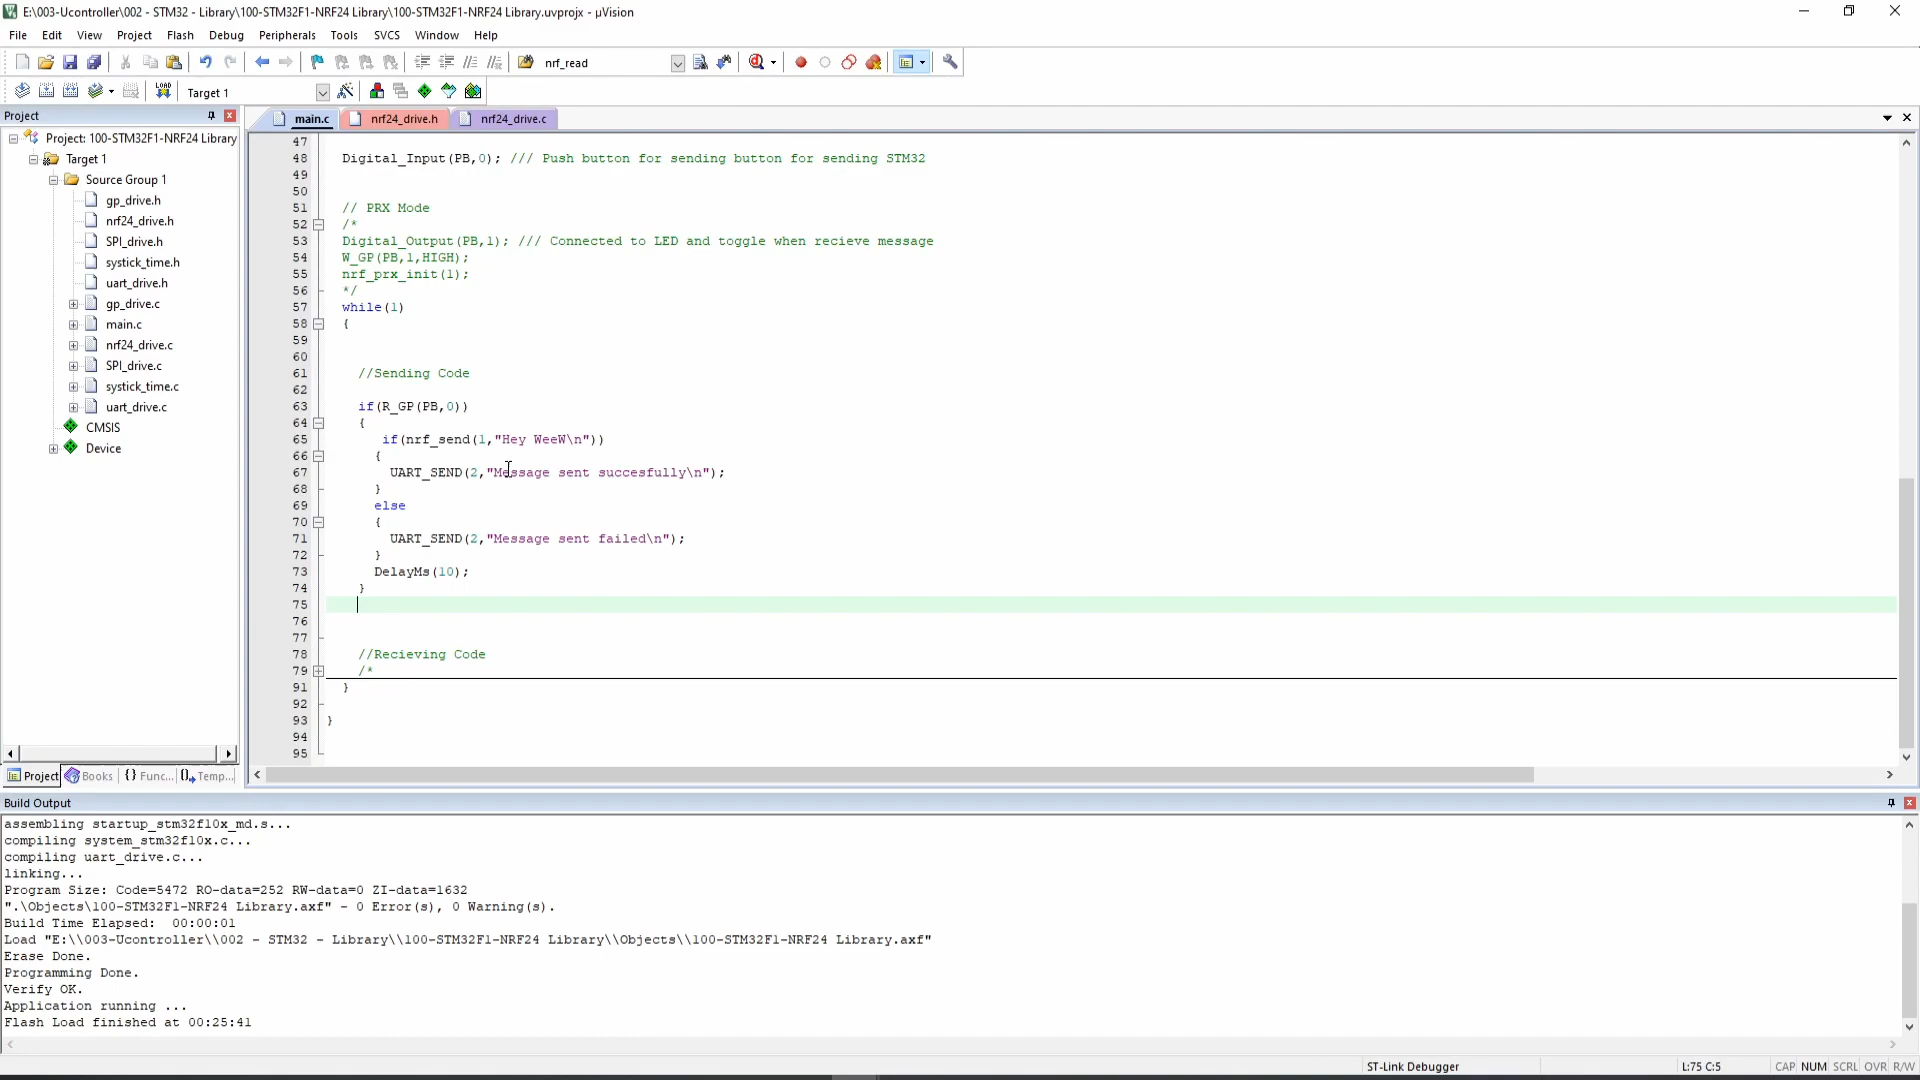 E:\003-Ucontroller\002 - STM32 - Library\100-STM32F1-NRF24 Library\100-STM32F1-NRF24 Library.uvprojx - µVision
File Edit View Project Flash Debug Peripherals Tools SVCS Window Help
nrf_read
LOAD Target 1
Project
main.c nrf24_drive.h nrf24_drive.c
Project: 100-STM32F1-NRF24 Library
Target 1
Source Group 1
gp_drive.h
nrf24_drive.h
SPI_drive.h
systick_time.h
uart_drive.h
gp_drive.c
main.c
nrf24_drive.c
SPI_drive.c
systick_time.c
uart_drive.c
CMSIS
Device
Project Books {} Func... Temp...
47
48 Digital_Input(PB,0); /// Push button for sending button for sending STM32
49
50
51 // PRX Mode
52 /*
53 Digital_Output(PB,1); /// Connected to LED and toggle when recieve message
54 W_GP(PB,1,HIGH);
55 nrf_prx_init(1);
56 */
57 while(1)
58 {
59
60
61 //Sending Code
62
63 if(R_GP(PB,0))
64 {
65 if(nrf_send(1,"Hey WeeW\n"))
66 {
67 UART_SEND(2,"Message sent succesfully\n");
68 }
69 else
70 {
71 UART_SEND(2,"Message sent failed\n");
72 }
73 DelayMs(10);
74 }
75
76
77
78 //Recieving Code
79 /*
91 }
92
93 }
94
95
Build Output
assembling startup_stm32f10x_md.s...
compiling system_stm32f10x.c...
compiling uart_drive.c...
linking...
Program Size: Code=5472 RO-data=252 RW-data=0 ZI-data=1632
".\Objects\100-STM32F1-NRF24 Library.axf" - 0 Error(s), 0 Warning(s).
Build Time Elapsed: 00:00:01
Load "E:\\003-Ucontroller\\002 - STM32 - Library\\100-STM32F1-NRF24 Library\\Objects\\100-STM32F1-NRF24 Library.axf"
Erase Done.
Programming Done.
Verify OK.
Application running ...
Flash Load finished at 00:25:41
ST-Link Debugger L:75 C:5 CAP NUM SCRL OVR R/W